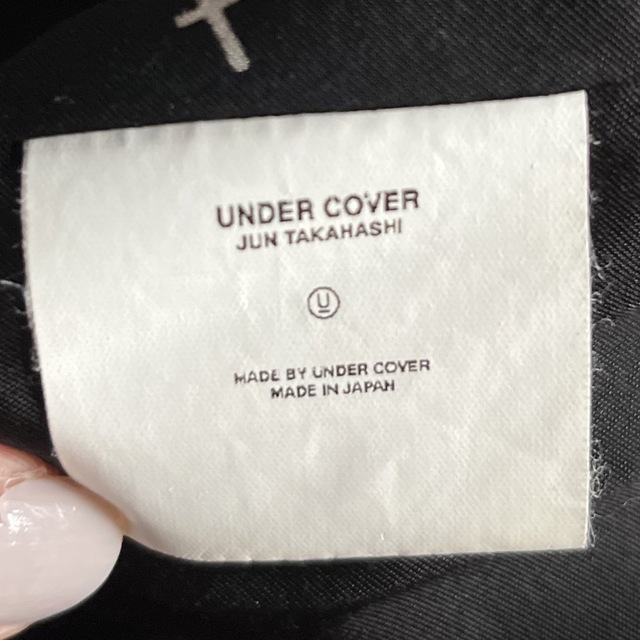 UNDER COVER
JUN TAKAHASHI
U
MADE BY UNDER COVER
MADE IN JAPAN